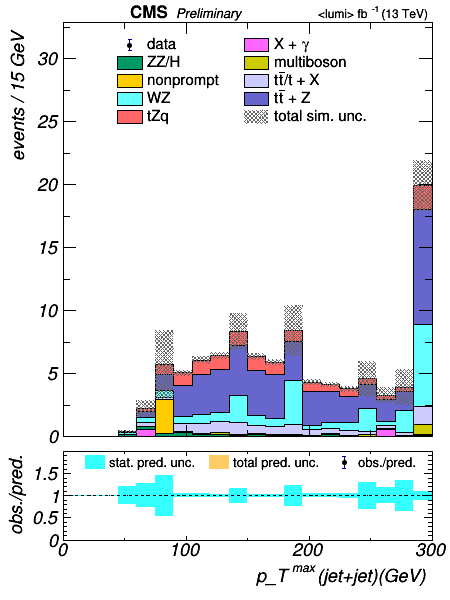 CMS Preliminary <lumi> fb⁻¹ (13 TeV)
events / 15 GeV
data
ZZ/H
nonprompt
WZ
tZq
X + γ
multiboson
tt̄/t + X
tt̄ + Z
total sim. unc.
30
25
20
15
10
5
0
obs./pred.
stat. pred. unc. total pred. unc. obs./pred.
1.5
1
0.5
0
0 100 200 300
p_T^max (jet+jet)(GeV)